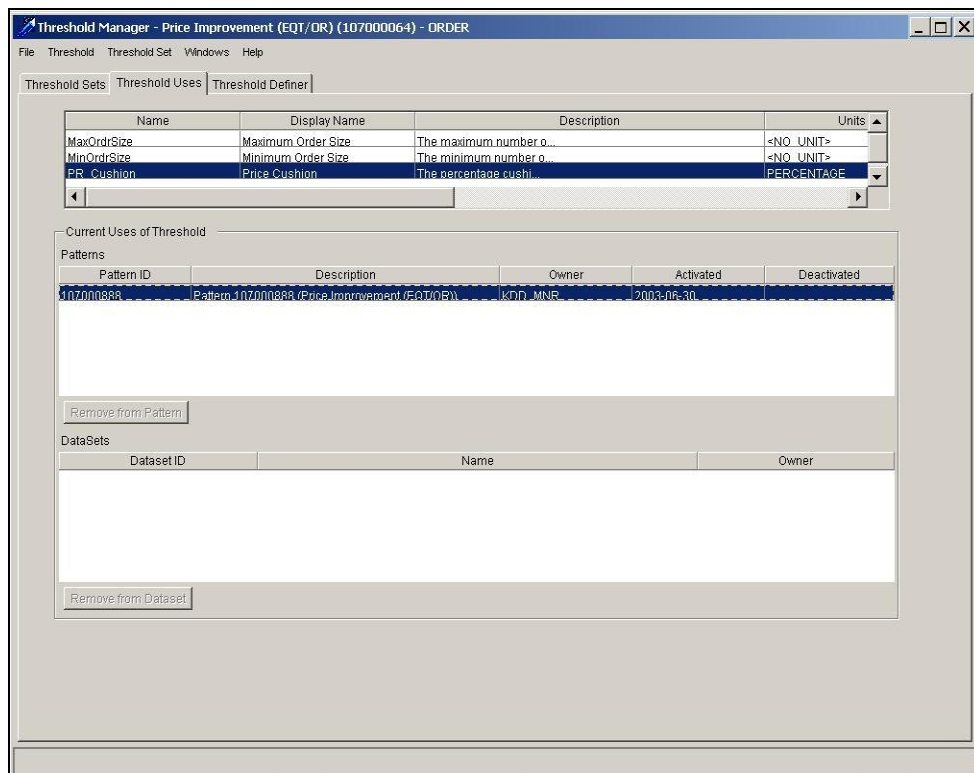 Threshold Manager - Price Improvement (EQT/OR) (107000064) - ORDER
File Threshold Threshold Set Windows Help
Threshold Sets Threshold Uses Threshold Definer
Name Display Name Description Units
MaxOrdrSize Maximum Order Size The maximum number o... <NO_UNIT>
MinOrdrSize Minimum Order Size The minimum number o... <NO_UNIT>
PR_Cushion Price Cushion The percentage cushi... PERCENTAGE
Current Uses of Threshold
Patterns
Pattern ID Description Owner Activated Deactivated
107000888 Pattern 107000888 (Price Improvement (EQT/OR)) KDD_MNR 2003-06-30
Remove from Pattern
DataSets
Dataset ID Name Owner
Remove from Dataset